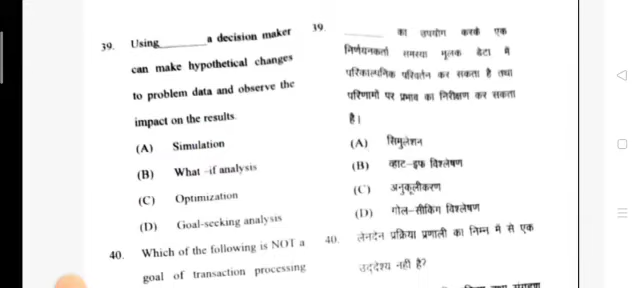 39. Using_______a decision maker
can make hypothetical changes
to problem data and observe the
impact on the results.
(A) Simulation
(B) What –if analysis
(C) Optimization
(D) Goal-seeking analysis
40. Which of the following is NOT a
goal of transaction processing
39. _______ का उपयोग करके एक
निर्णयनकर्ता समस्या मूलक डेटा में
परिकाल्पनिक परिवर्तन कर सकता है तथा
परिणामों पर प्रभाव का निरीक्षण कर सकता
है।
(A) सिमुलेशन
(B) व्हाट–इफ विश्लेषण
(C) अनुकूलीकरण
(D) गोल–सीकिंग विश्लेषण
40. लेनदेन प्रक्रिया प्रणाली का निम्न में से एक
उद्देश्य नहीं है?